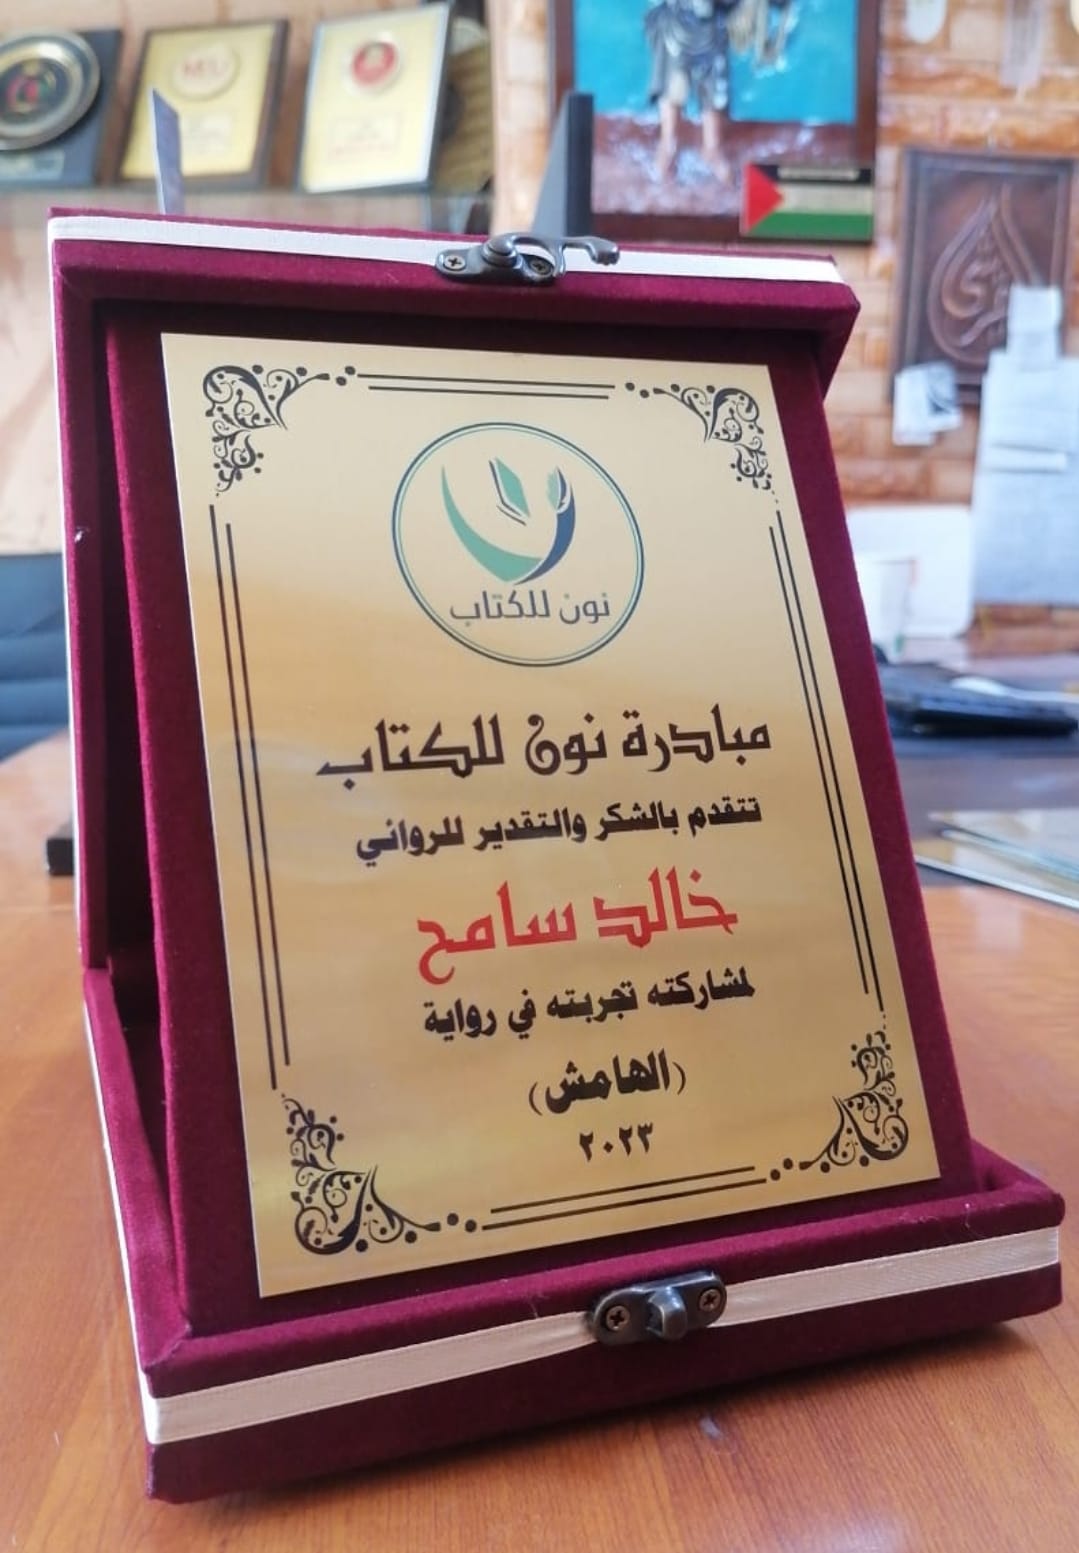 نون للكتاب
مبادرة نون للكتاب
تتقدم بالشكر والتقدير للروائي
خالد سامح
لمشاركته تجربته في رواية
(الهامش)
٢٠٢٣